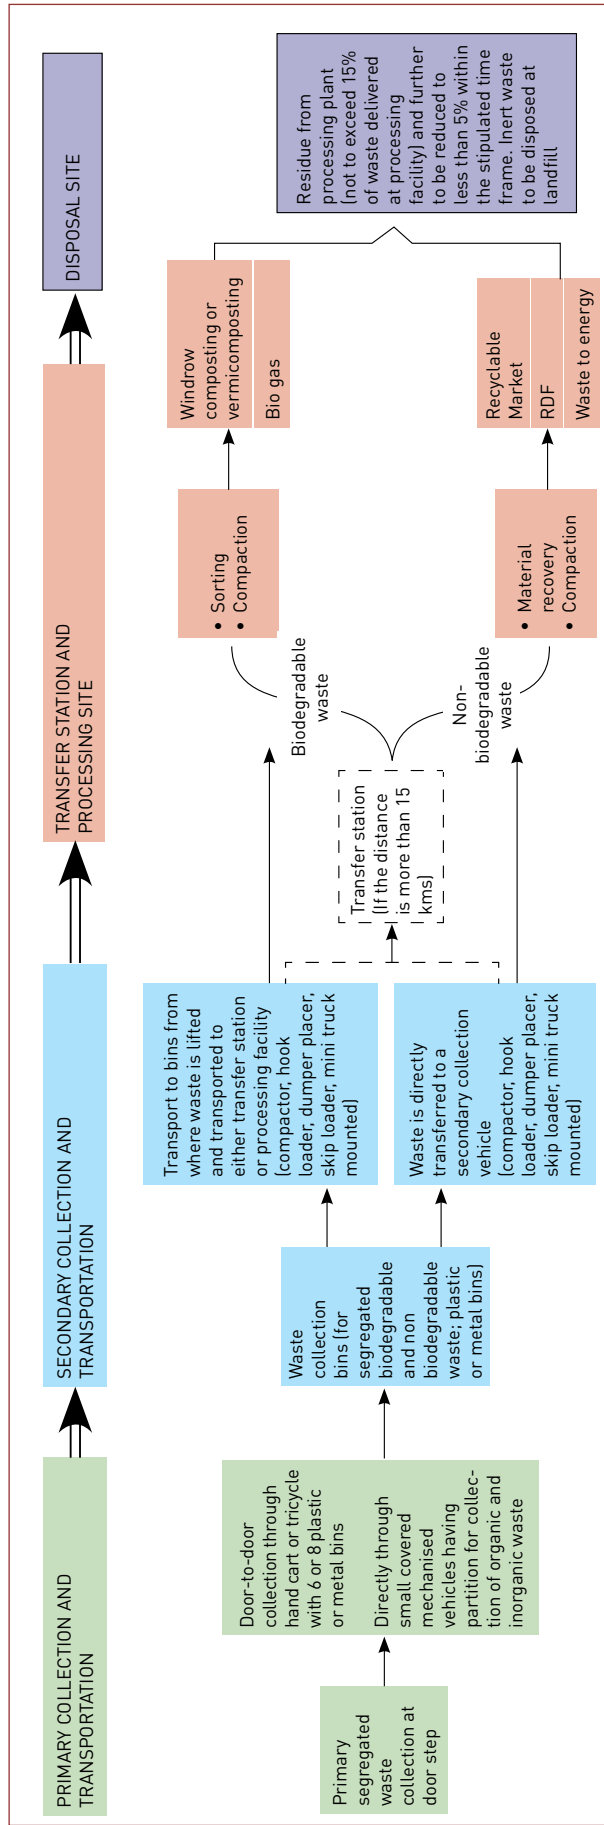 PRIMARY COLLECTION AND
TRANSPORTATION
SECONDARY COLLECTION AND
TRANSPORTATION
TRANSFER STATION AND
PROCESSING SITE
DISPOSAL SITE
Primary
segregated
waste
collection at
door step
Door-to-door
collection through
hand cart or tricycle
with 6 or 8 plastic
or metal bins
Directly through
small covered
mechanised
vehicles having
partition for collec-
tion of organic and
inorganic waste
Waste
collection
bins (for
segregated
biodegradable
and non
biodegradable
waste; plastic
or metal bins)
Transport to bins from
where waste is lifted
and transported to
either transfer station
or processing facility
(compactor, hook
loader, dumper placer,
skip loader, mini truck
mounted)
Waste is directly
transferred to a
secondary collection
vehicle
(compactor, hook
loader, dumper placer,
skip loader, mini truck
mounted)
Transfer station
(If the distance
is more than 15
kms)
Biodegradable
waste
Non-
biodegradable
waste
• Sorting
• Compaction
• Material
recovery
• Compaction
Windrow
composting or
vermicomposting
Bio gas
Recyclable
Market
RDF
Waste to energy
Residue from
processing plant
(not to exceed 15%
of waste delivered
at processing
facility) and further
to be reduced to
less than 5% within
the stipulated time
frame. Inert waste
to be disposed at
landfill